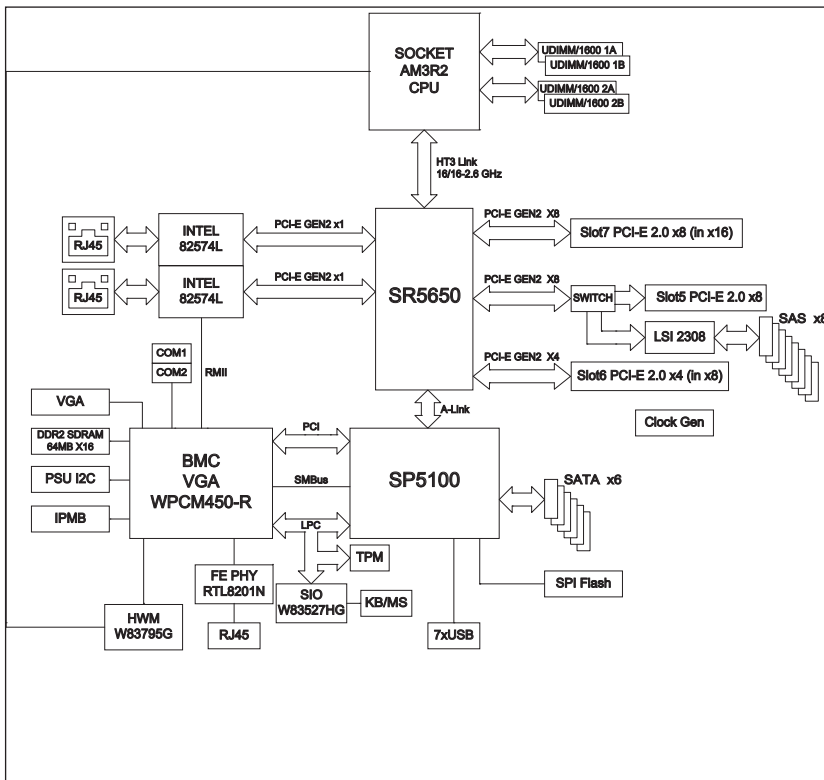 SOCKET
AM3R2
CPU
UDIMM/1600 1A
UDIMM/1600 1B
UDIMM/1600 2A
UDIMM/1600 2B
HT3 Link
16/16-2.6 GHz
RJ45
INTEL
82574L
PCI-E GEN2 x1
RJ45
INTEL
82574L
PCI-E GEN2 x1
SR5650
PCI-E GEN2 X8
Slot7 PCI-E 2.0 x8 (in x16)
PCI-E GEN2 X8
SWITCH
Slot5 PCI-E 2.0 x8
LSI 2308
SAS x8
PCI-E GEN2 X4
Slot6 PCI-E 2.0 x4 (in x8)
A-Link
Clock Gen
COM1
COM2
RMII
VGA
DDR2 SDRAM
64MB X16
PSU I2C
IPMB
BMC
VGA
WPCM450-R
PCI
SMBus
LPC
SP5100
SATA x6
TPM
FE PHY
RTL8201N
SIO
W83527HG
KB/MS
SPI Flash
HWM
W83795G
RJ45
7xUSB